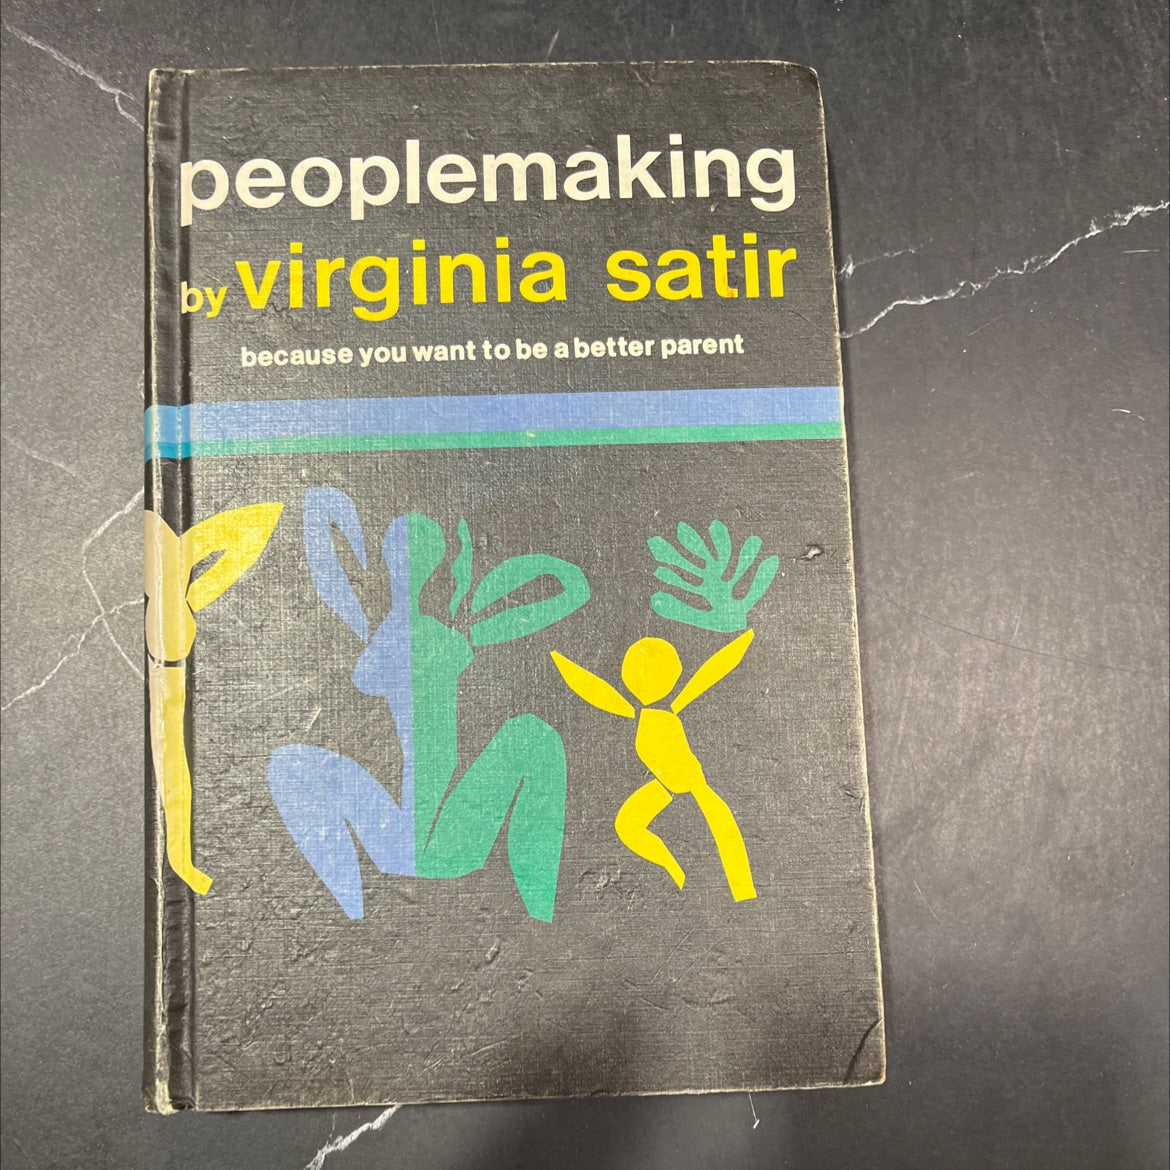 peoplemaking
by virginia satir
because you want to be a better parent